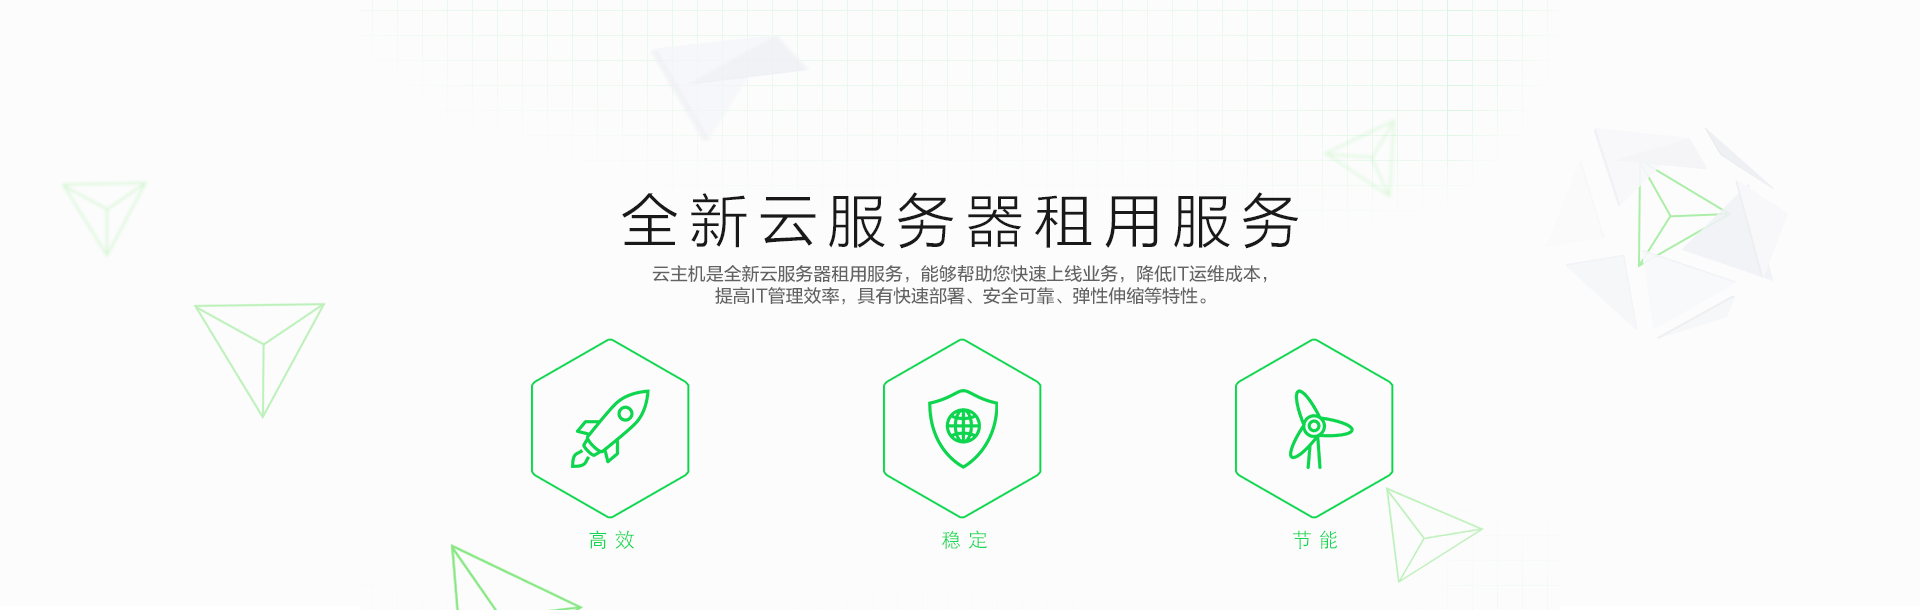 全新云服务器租用服务
云主机是全新云服务器租用服务，能够帮助您快速上线业务，降低IT运维成本，
提高IT管理效率，具有快速部署、安全可靠、弹性伸缩等特性。
高效
稳定
节能